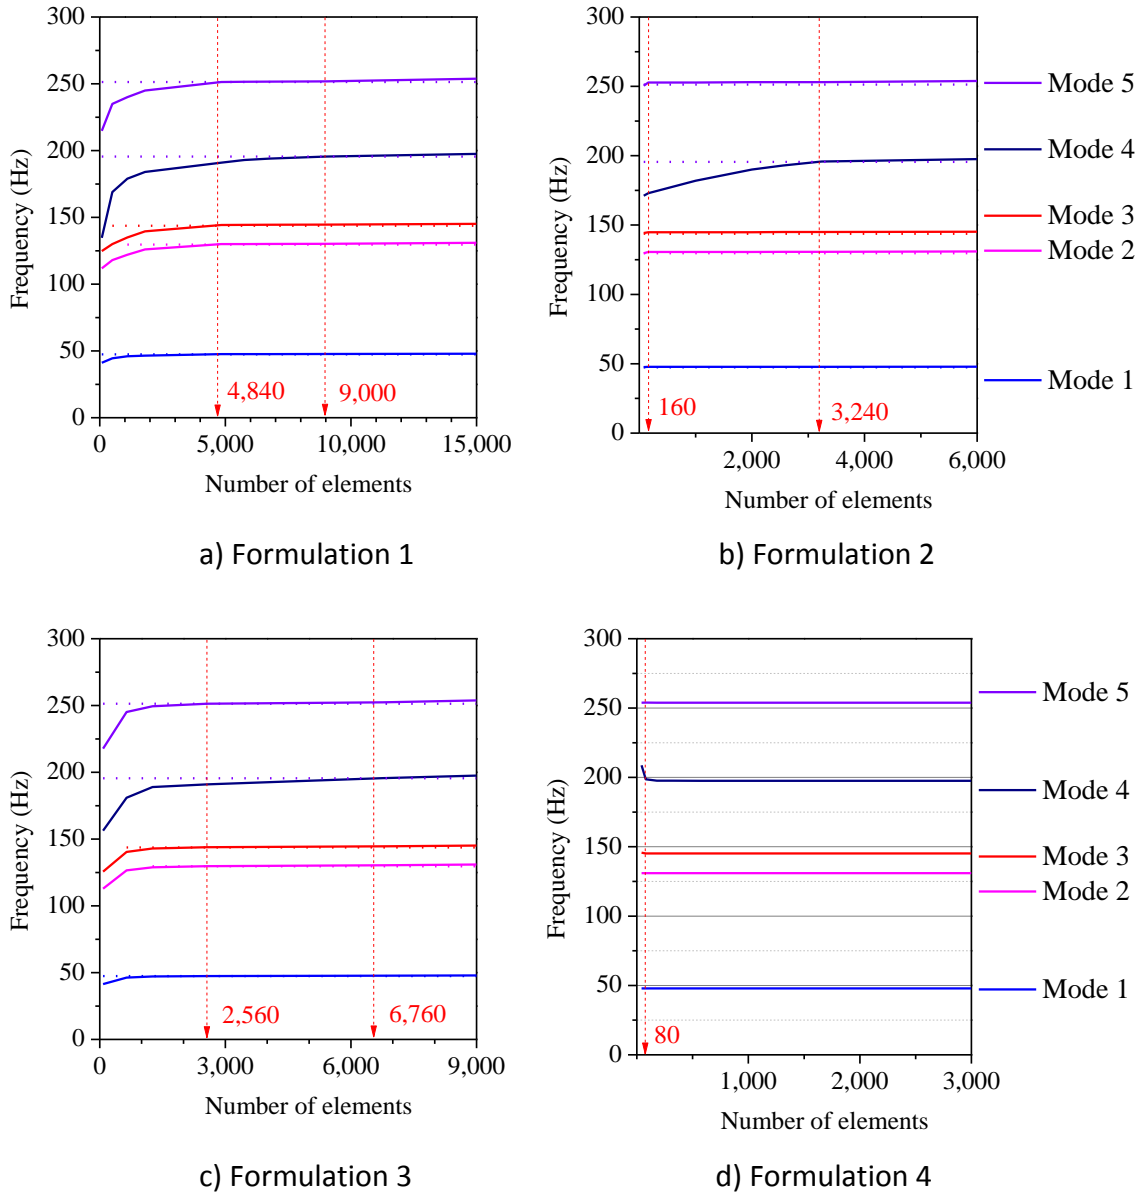 300
250
200
150
100
50
0
Frequency (Hz)
4,840
9,000
0
5,000
10,000
15,000
Number of elements
a) Formulation 1
300
250
200
150
100
50
0
Frequency (Hz)
160
3,240
2,000
4,000
6,000
Number of elements
Mode 5
Mode 4
Mode 3
Mode 2
Mode 1
b) Formulation 2
300
250
200
150
100
50
0
Frequency (Hz)
2,560
6,760
0
3,000
6,000
9,000
Number of elements
c) Formulation 3
300
250
200
150
100
50
0
Frequency (Hz)
80
1,000
2,000
3,000
Number of elements
Mode 5
Mode 4
Mode 3
Mode 2
Mode 1
d) Formulation 4